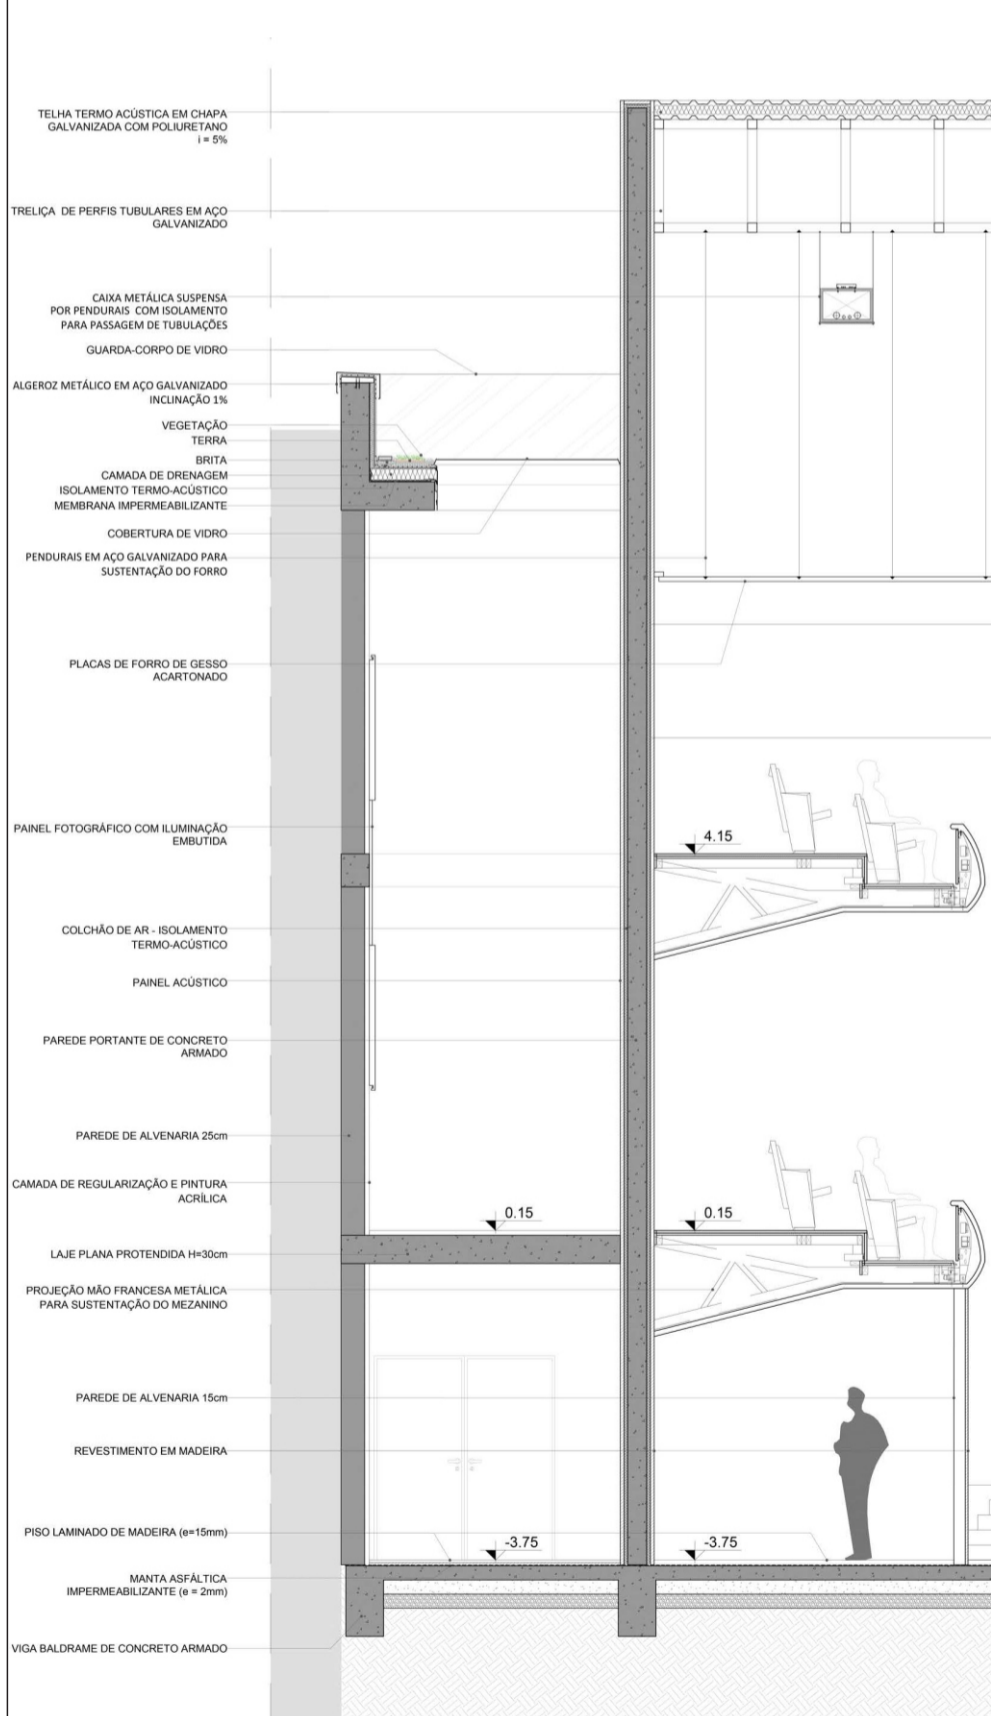 TELHA TERMO ACÚSTICA EM CHAPA
GALVANIZADA COM POLIURETANO
i = 5%
TRELIÇA DE PERFIS TUBULARES EM AÇO
GALVANIZADO
CAIXA METÁLICA SUSPENSA
POR PENDURAIS COM ISOLAMENTO
PARA PASSAGEM DE TUBULAÇÕES
GUARDA-CORPO DE VIDRO
ALGEROZ METÁLICO EM AÇO GALVANIZADO
INCLINAÇÃO 1%
VEGETAÇÃO
TERRA
BRITA
CAMADA DE DRENAGEM
ISOLAMENTO TERMO-ACÚSTICO
MEMBRANA IMPERMEABILIZANTE
COBERTURA DE VIDRO
PENDURAIS EM AÇO GALVANIZADO PARA
SUSTENTAÇÃO DO FORRO
PLACAS DE FORRO DE GESSO
ACARTONADO
PAINEL FOTOGRÁFICO COM ILUMINAÇÃO
EMBUTIDA
4.15
COLCHÃO DE AR - ISOLAMENTO
TERMO-ACÚSTICO
PAINEL ACÚSTICO
PAREDE PORTANTE DE CONCRETO
ARMADO
PAREDE DE ALVENARIA 25cm
CAMADA DE REGULARIZAÇÃO E PINTURA
ACRÍLICA
0.15
0.15
LAJE PLANA PROTENDIDA H=30cm
PROJEÇÃO MÃO FRANCESA METÁLICA
PARA SUSTENTAÇÃO DO MEZANINO
PAREDE DE ALVENARIA 15cm
REVESTIMENTO EM MADEIRA
PISO LAMINADO DE MADEIRA (e=15mm)
-3.75
-3.75
MANTA ASFÁLTICA
IMPERMEABILIZANTE (e = 2mm)
VIGA BALDRAME DE CONCRETO ARMADO